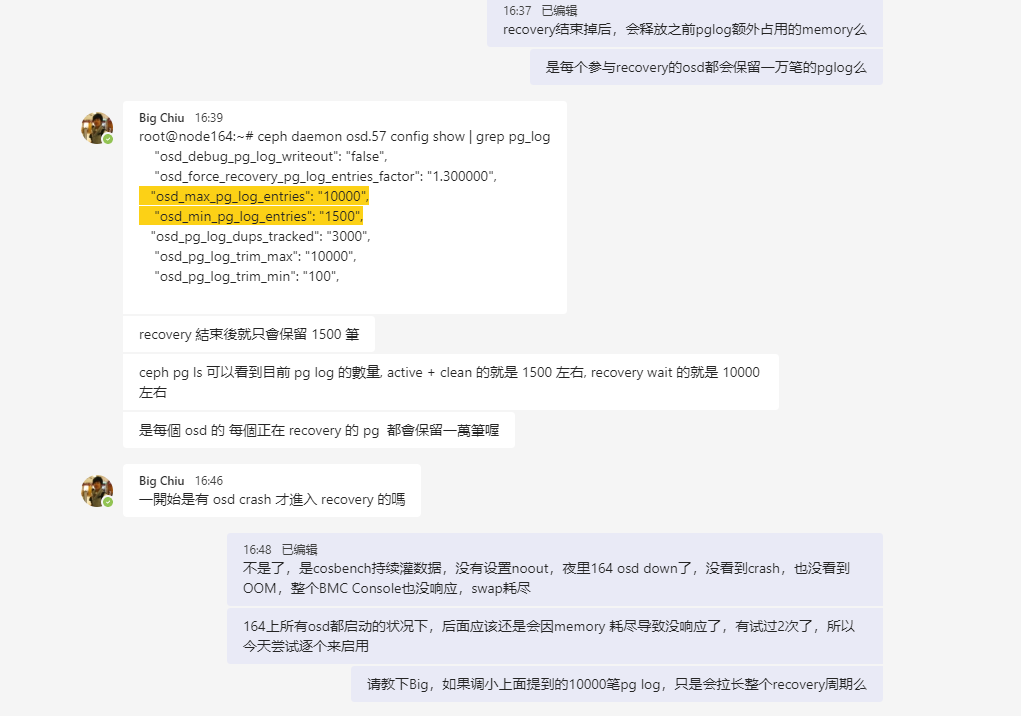 16:37 已编辑
recovery结束掉后，会释放之前pglog额外占用的memory么
是每个参与recovery的osd都会保留一万笔的pglog么
Big Chiu 16:39
root@node164:~# ceph daemon osd.57 config show | grep pg_log
"osd_debug_pg_log_writeout": "false",
"osd_force_recovery_pg_log_entries_factor": "1.300000",
"osd_max_pg_log_entries": "10000",
"osd_min_pg_log_entries": "1500",
"osd_pg_log_dups_tracked": "3000",
"osd_pg_log_trim_max": "10000",
"osd_pg_log_trim_min": "100",
recovery 結束後就只會保留 1500 筆
ceph pg ls 可以看到目前 pg log 的數量, active + clean 的就是 1500 左右, recovery wait 的就是 10000
左右
是每個 osd 的 每個正在 recovery 的 pg 都會保留一萬筆喔
Big Chiu 16:46
一開始是有 osd crash 才進入 recovery 的嗎
16:48 已编辑
不是了，是cosbench持续灌数据，没有设置noout，夜里164 osd down了，没看到crash，也没看到
OOM，整个BMC Console也没响应，swap耗尽
164上所有osd都启动的状况下，后面应该还是会因memory 耗尽导致没响应了，有试过2次了，所以
今天尝试逐个来启用
请教下Big，如果调小上面提到的10000笔pg log，只是会拉长整个recovery周期么